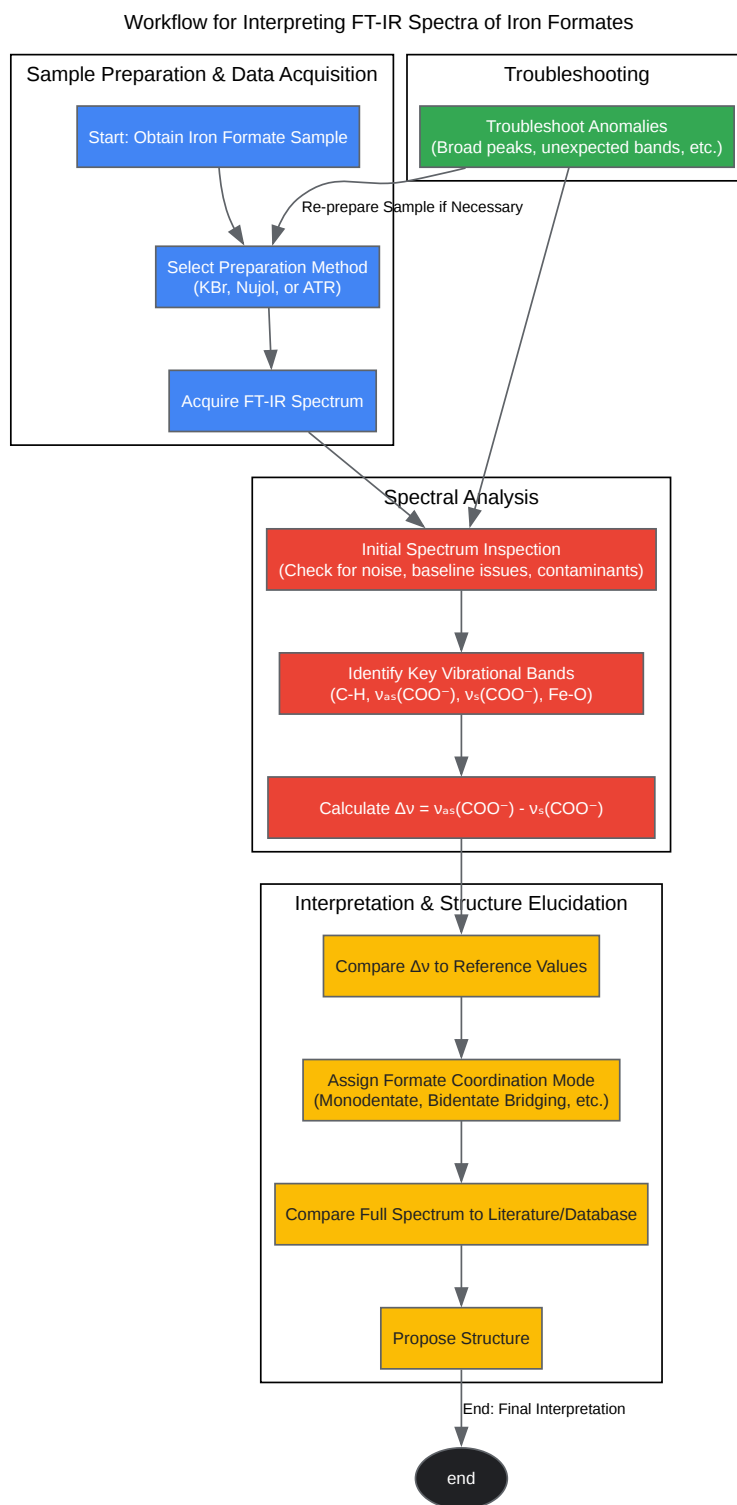 Workflow for Interpreting FT-IR Spectra of Iron Formates
Sample Preparation & Data Acquisition
Troubleshooting
Start: Obtain Iron Formate Sample
Troubleshoot Anomalies
(Broad peaks, unexpected bands, etc.)
Re-prepare Sample if Necessary
Select Preparation Method
(KBr, Nujol, or ATR)
Acquire FT-IR Spectrum
Spectral Analysis
Initial Spectrum Inspection
(Check for noise, baseline issues, contaminants)
Identify Key Vibrational Bands
(C-H, νₐₛ(COO⁻), νₛ(COO⁻), Fe-O)
Calculate Δν = νₐₛ(COO⁻) - νₛ(COO⁻)
Interpretation & Structure Elucidation
Compare Δν to Reference Values
Assign Formate Coordination Mode
(Monodentate, Bidentate Bridging, etc.)
Compare Full Spectrum to Literature/Database
Propose Structure
End: Final Interpretation
end